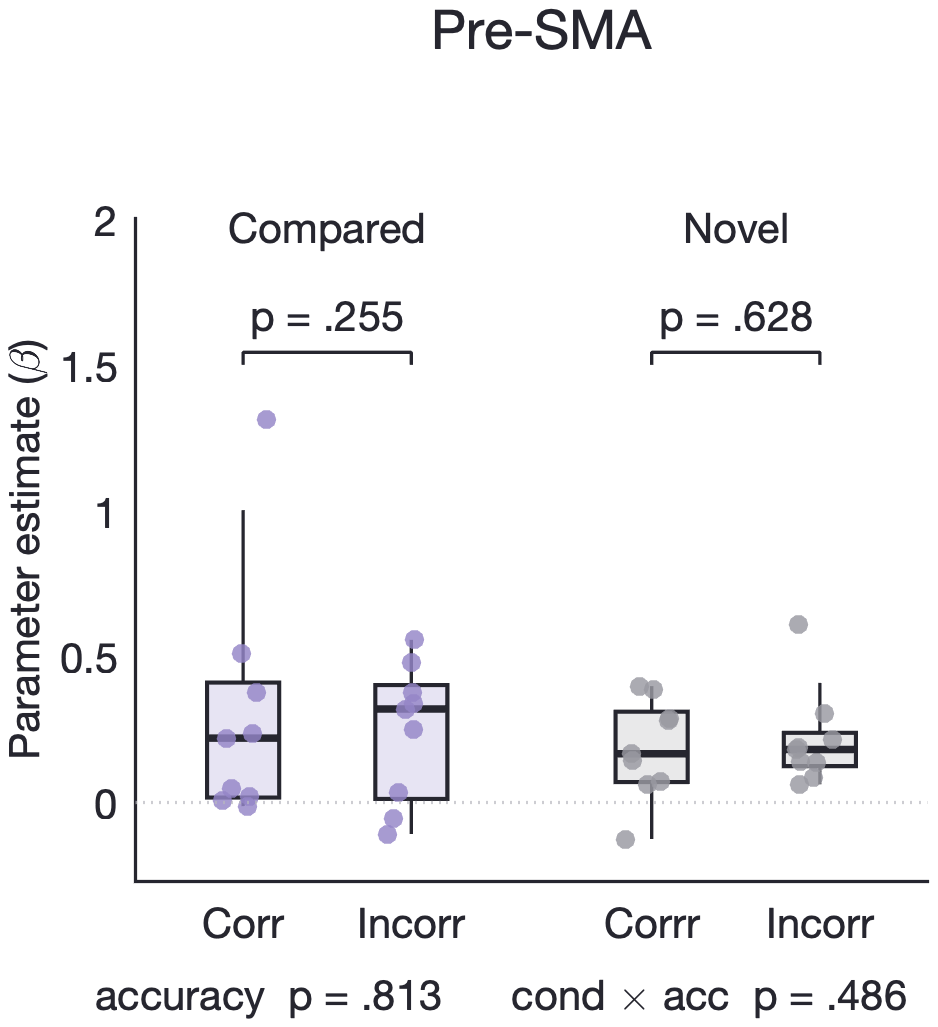 Pre-SMA
Compared Novel
p = .255 p = .628
Parameter estimate (β)
2
1.5
1
0.5
0
Corr Incorr Corrr Incorr
accuracy p = .813 cond × acc p = .486